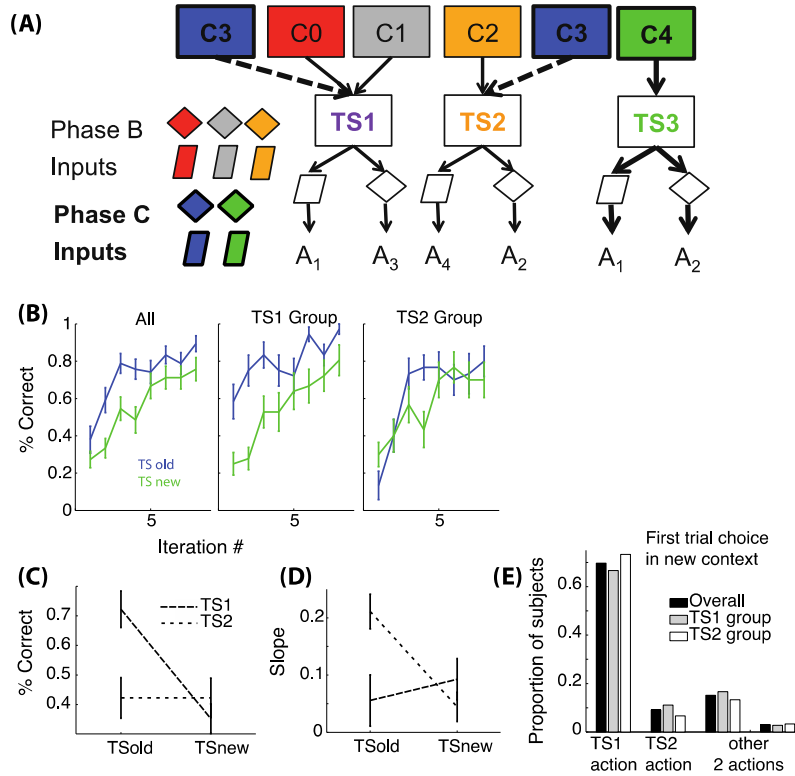 (A)
C3 C0 C1 C2 C3 C4
TS1 TS2 TS3
Phase B
Inputs
Phase C
Inputs
A1 A3 A4 A2 A1 A2
(B)
All TS1 Group TS2 Group
% Correct
1
0.8
0.6
0.4
0.2
0
TS old
TS new
5 5 5
Iteration #
(C)
% Correct
0.7
0.6
0.5
0.4
TS1
TS2
TSold TSnew
(D)
Slope
0.2
0.1
0
TSold TSnew
(E)
Proportion of subjects
0.6
0.4
0.2
0
First trial choice
in new context
Overall
TS1 group
TS2 group
TS1 TS2 other
action action 2 actions